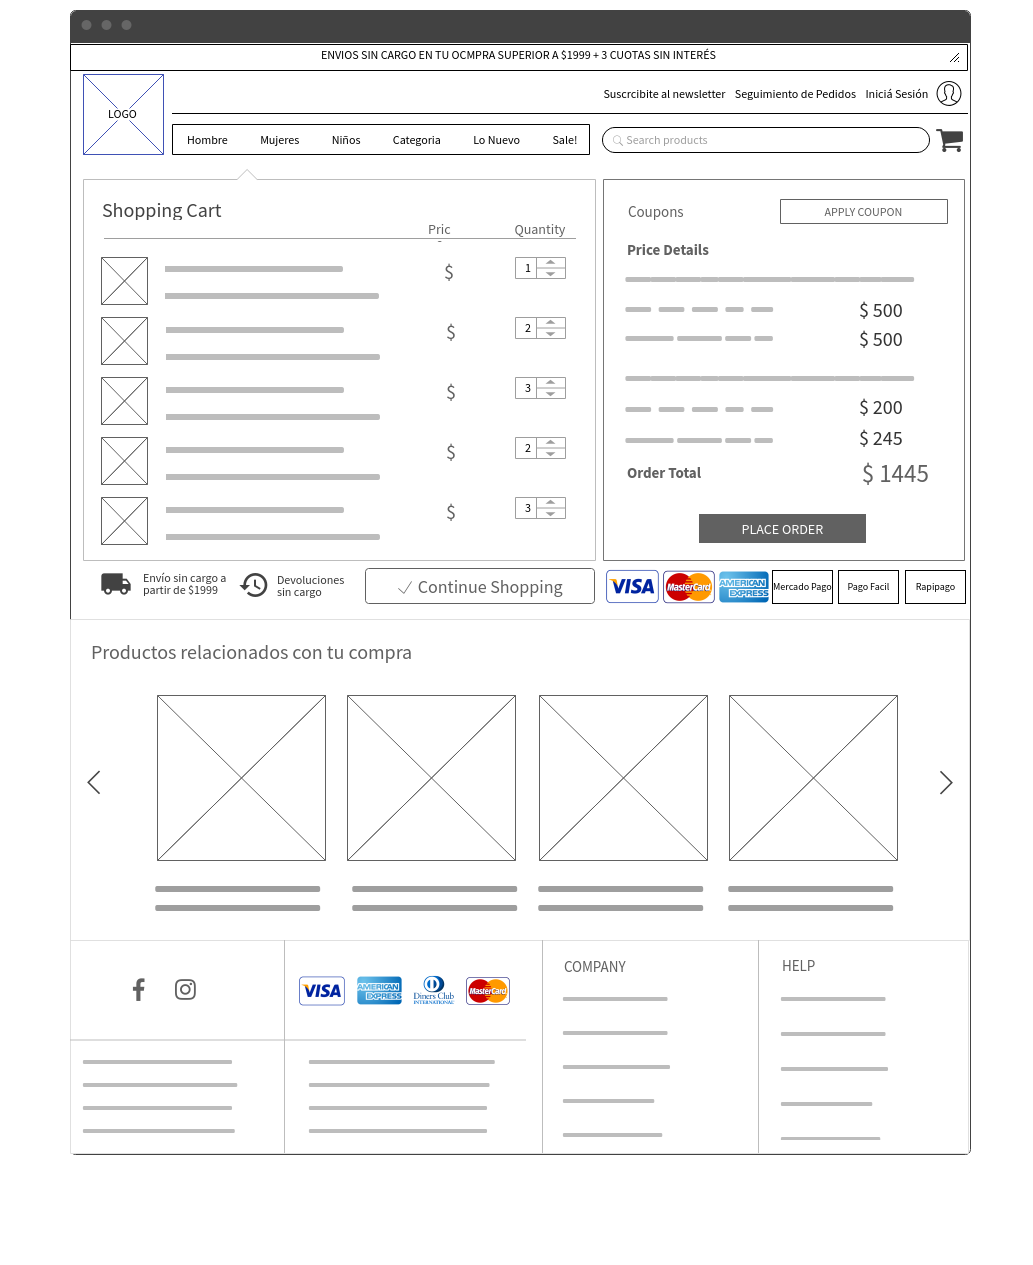 ENVIOS SIN CARGO EN TU OCMPRA SUPERIOR A $1999 + 3 CUOTAS SIN INTERÉS
LOGO
Suscrcibite al newsletter Seguimiento de Pedidos Iniciá Sesión
Hombre Mujeres Niños Categoria Lo Nuevo Sale!
Search products
Shopping Cart
Pric Quantity
$ 1
$ 2
$ 3
$ 2
$ 3
Coupons APPLY COUPON
Price Details
$ 500
$ 500
$ 200
$ 245
Order Total $ 1445
PLACE ORDER
Envío sin cargo a
partir de $1999
Devoluciones
sin cargo
Continue Shopping
VISA
MasterCard
AMERICAN
EXPRESS
Mercado Pago
Pago Facil
Rapipago
Productos relacionados con tu compra
VISA
AMERICAN
EXPRESS
Diners Club
INTERNATIONAL
MasterCard
COMPANY
HELP